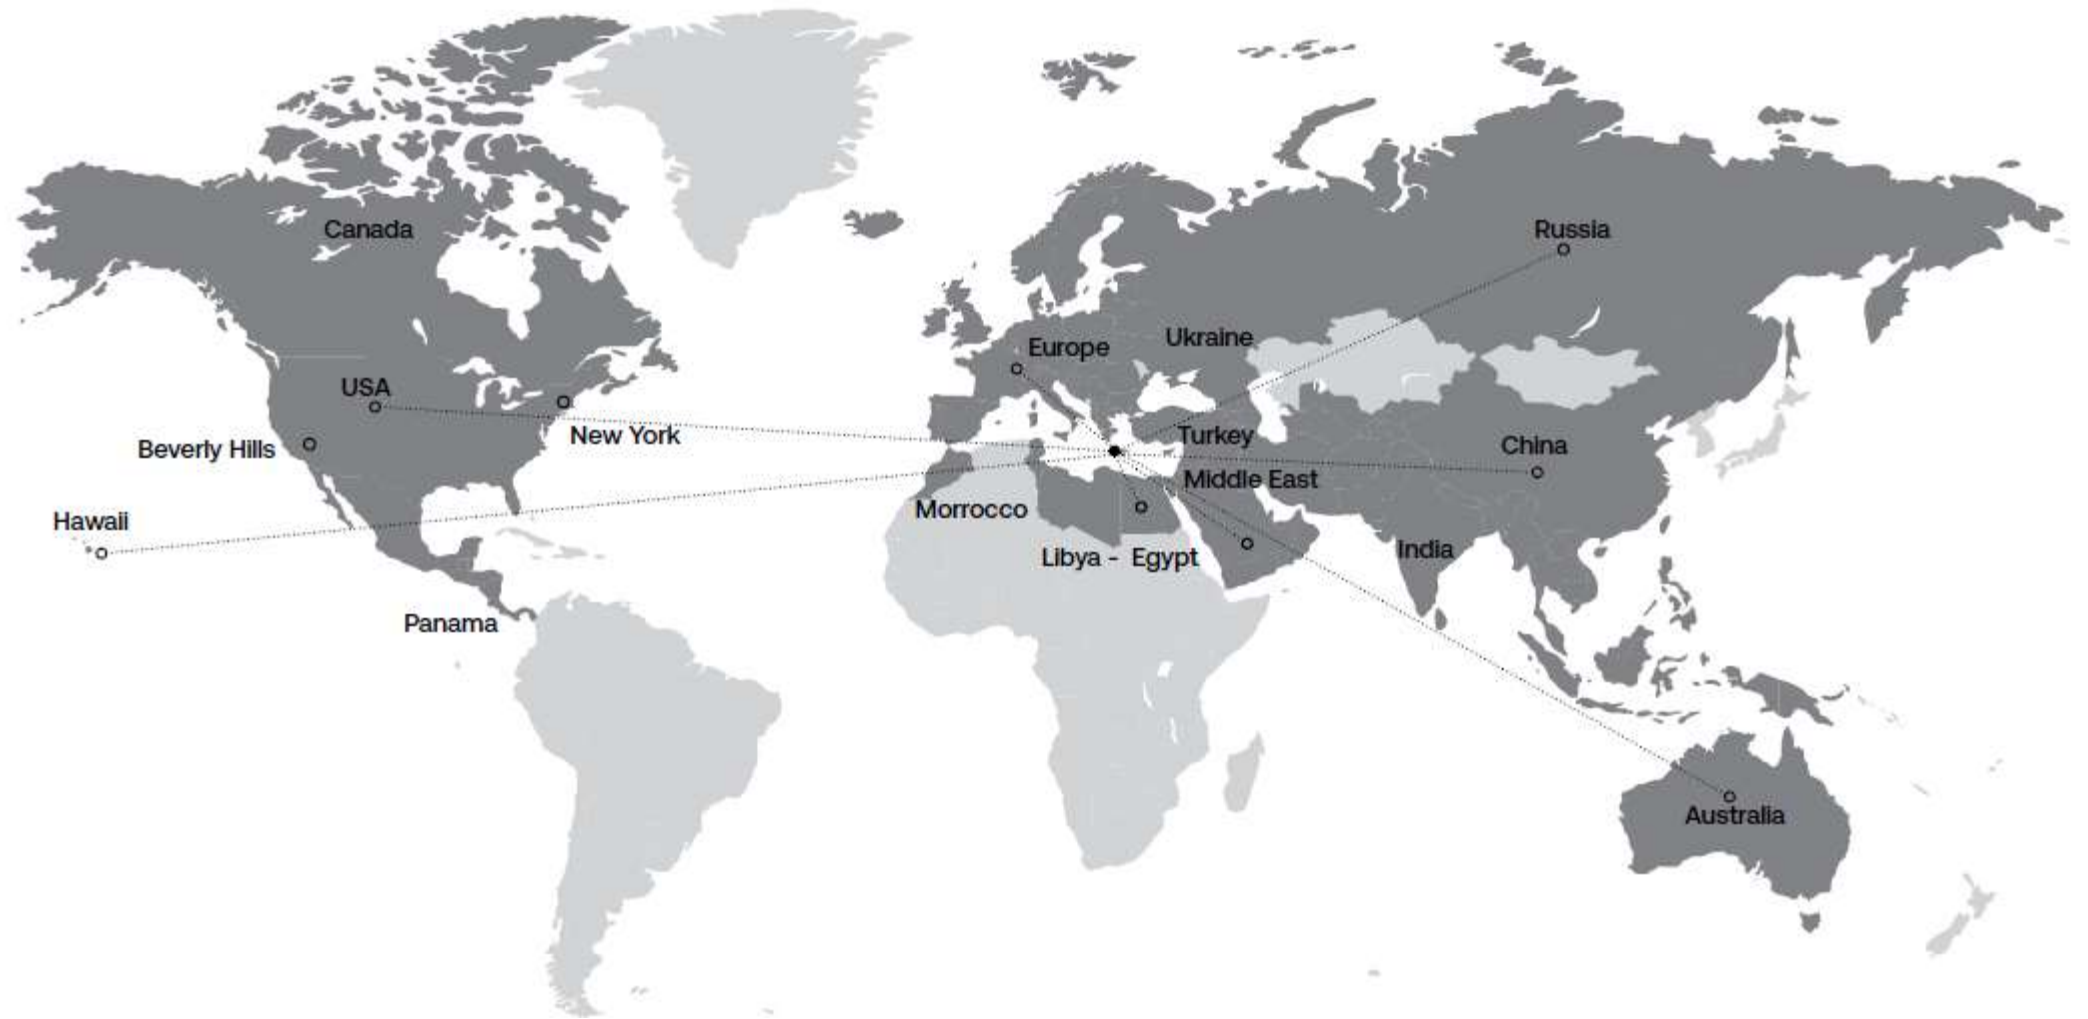 Canada
Russia
Ukraine
Europe
USA
New York
Turkey
China
Beverly Hills
Middle East
Morrocco
Hawaii
India
Libya - Egypt
Panama
Australia